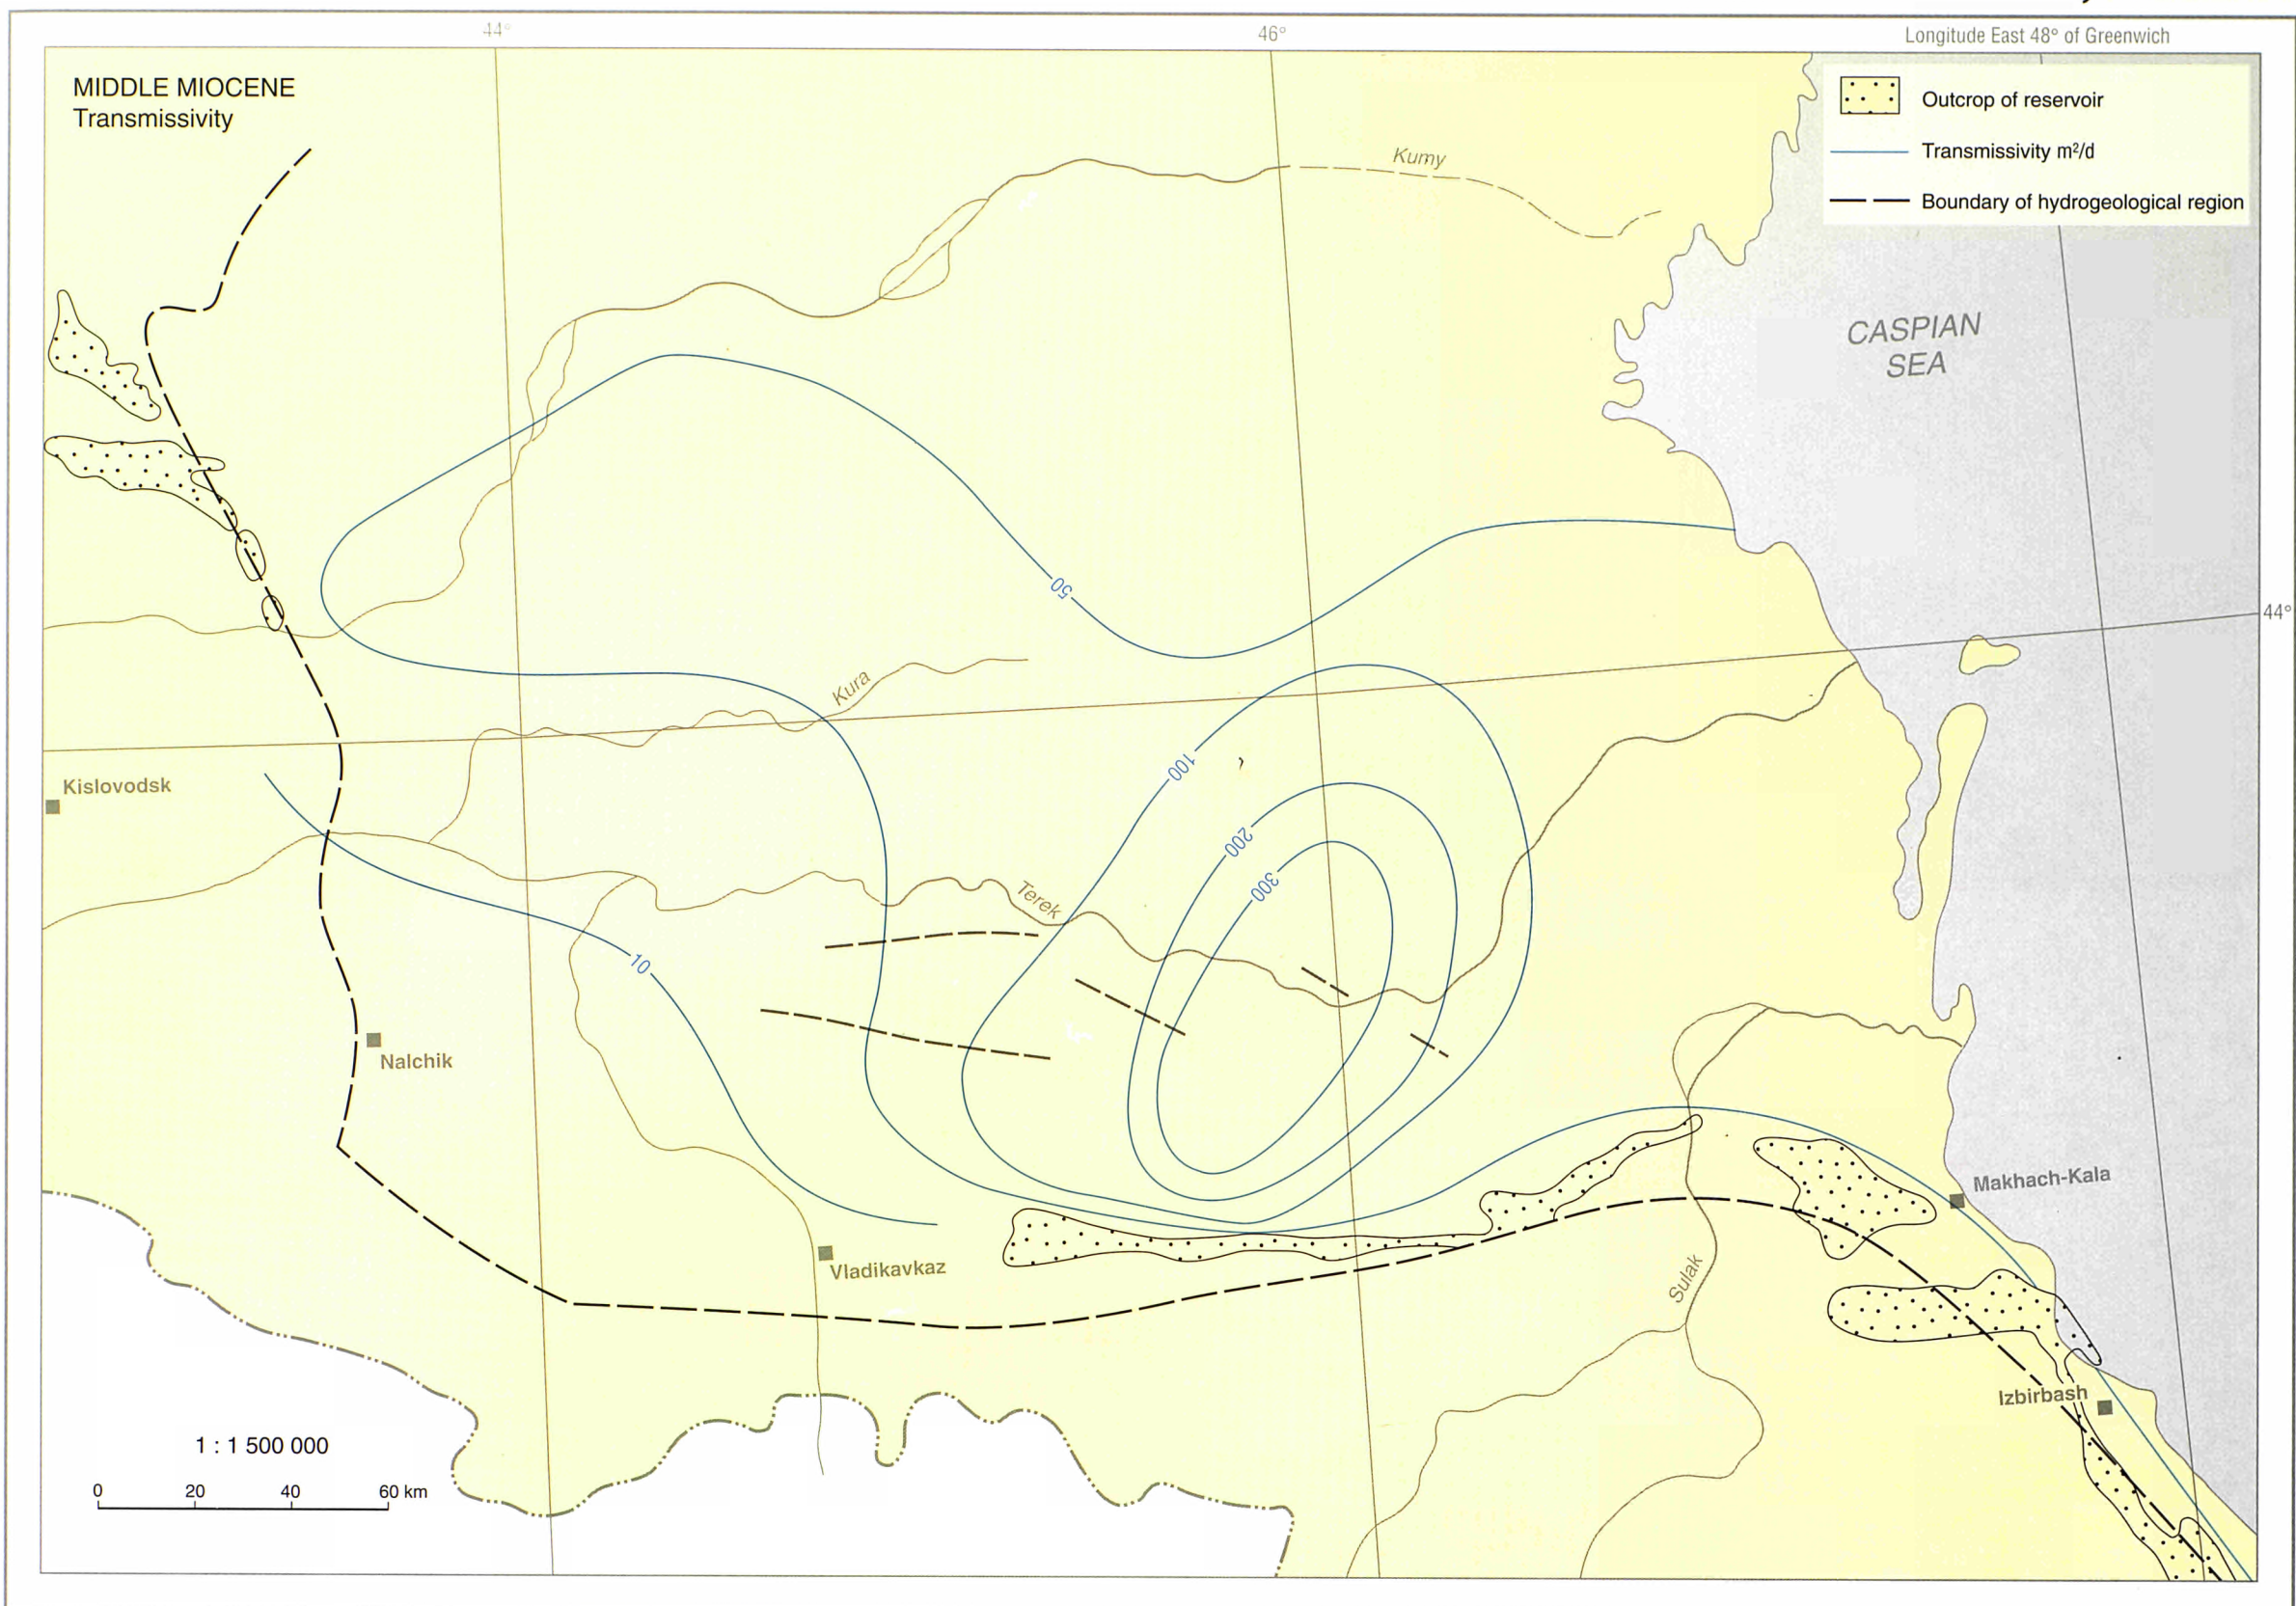 44°
46°
Longitude East 48° of Greenwich
MIDDLE MIOCENE
Transmissivity
Outcrop of reservoir
Transmissivity m²/d
Boundary of hydrogeological region
Kumy
CASPIAN
SEA
50
44°
Kura
100
Kislovodsk
200
300
Terek
10
Nalchik
Makhach-Kala
Vladikavkaz
Sulak
Izbirbash
1 : 1 500 000
0 20 40 60 km